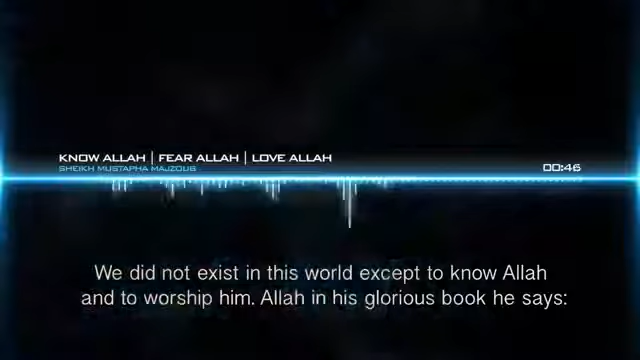 KNOW ALLAH | FEAR ALLAH | LOVE ALLAH
SHEIKH MUSTAPHA MAJZOUB
00:46
We did not exist in this world except to know Allah
and to worship him. Allah in his glorious book he says: